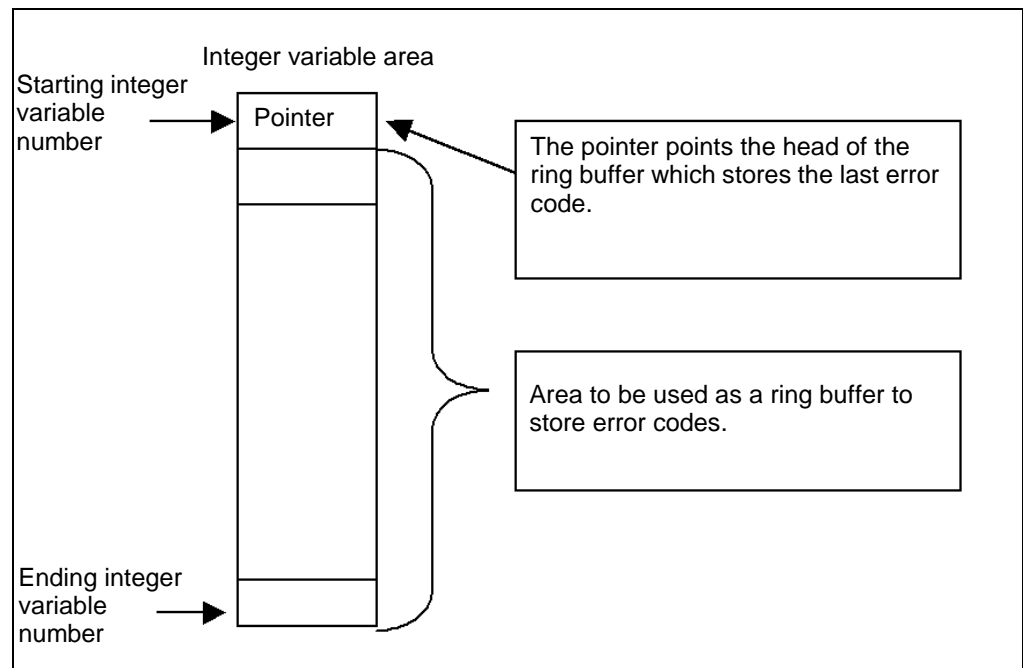 Integer variable area
Starting integer
variable
number
Pointer
The pointer points the head of the
ring buffer which stores the last error
code.
Area to be used as a ring buffer to
store error codes.
Ending integer
variable
number